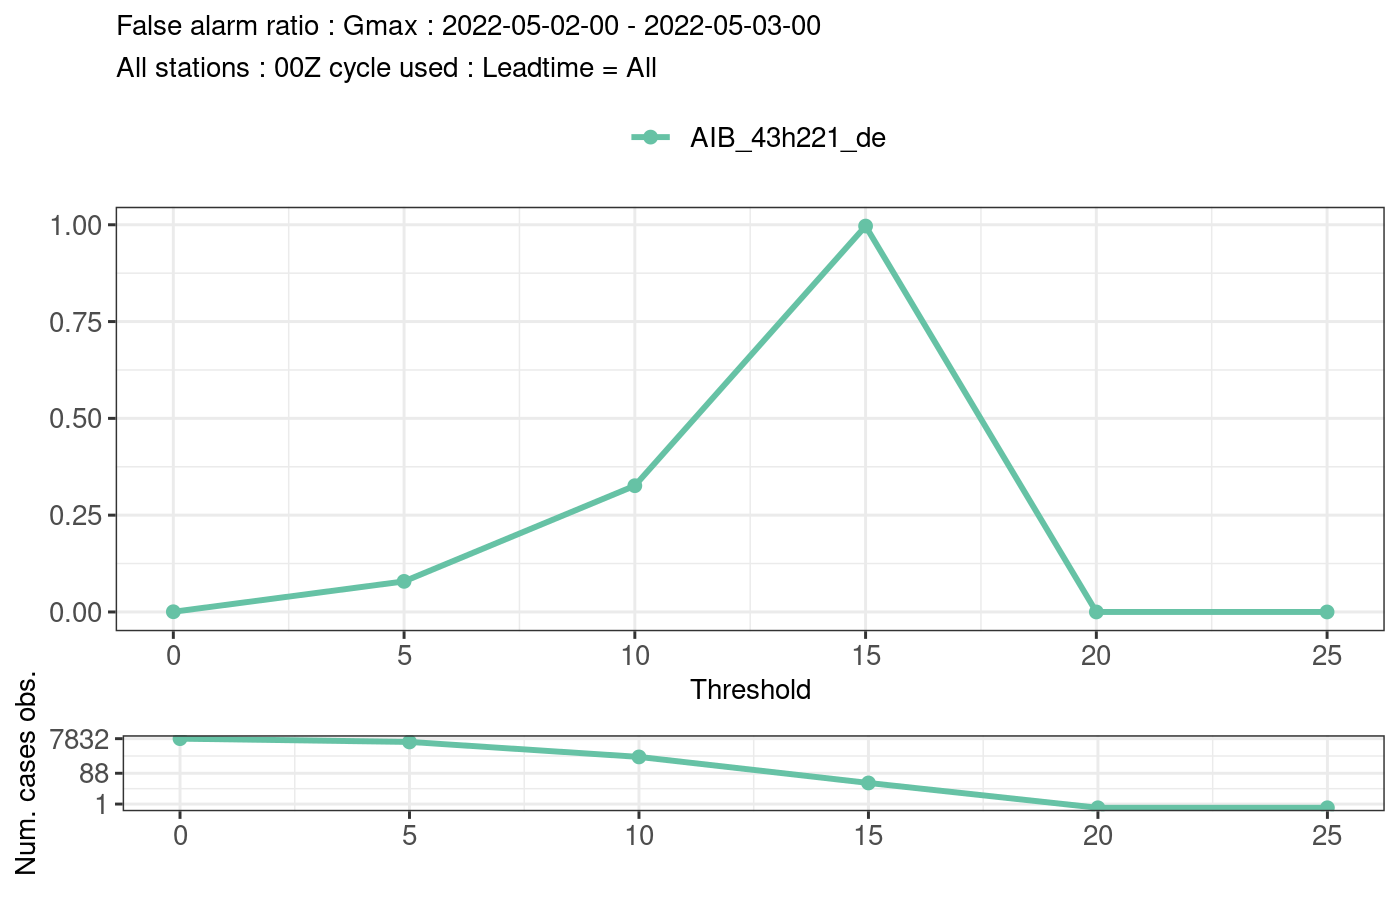 False alarm ratio : Gmax : 2022-05-02-00 - 2022-05-03-00
All stations : 00Z cycle used : Leadtime = All
AIB_43h221_de
1.00
0.75
0.50
0.25
0.00
0 5 10 15 20 25
Threshold
Num. cases obs.
7832
88
1
0 5 10 15 20 25